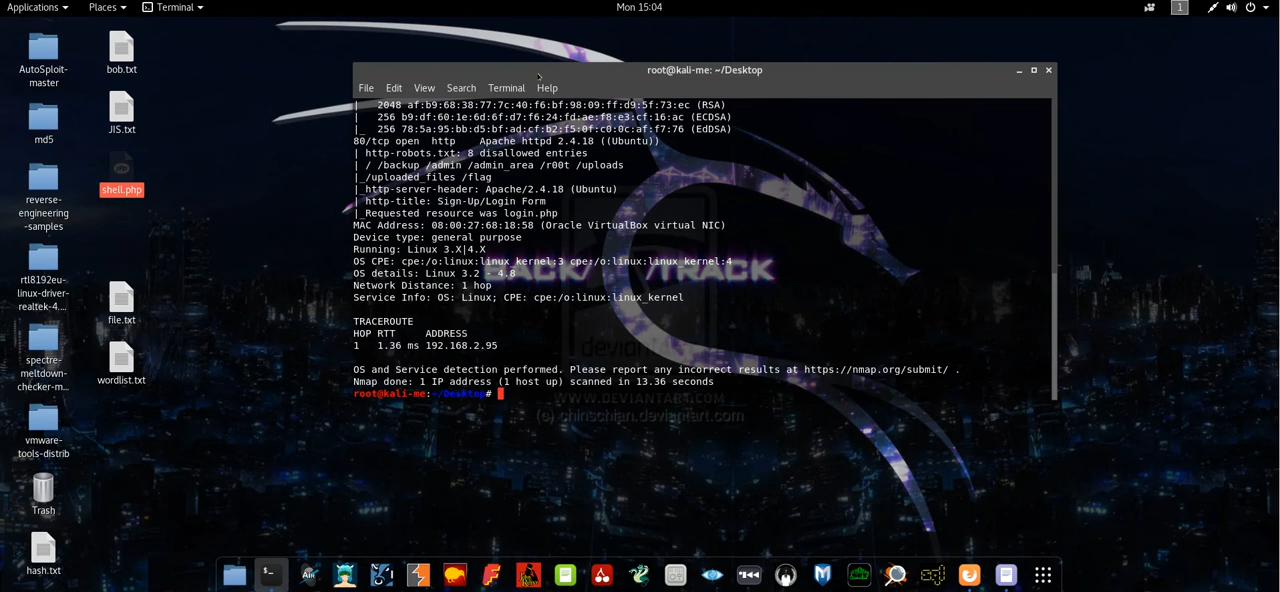 Applications
Places
Terminal
Mon 15:04
1
AutoSploit-
master
md5
reverse-
engineering
-samples
rtl8192eu-
linux-driver-
realtek-4....
spectre-
meltdown-
checker-m...
vmware-
tools-distrib
Trash
hash.txt
bob.txt
JIS.txt
shell.php
file.txt
wordlist.txt
root@kali-me: ~/Desktop
File Edit View Search Terminal Help
|   2048 af:b9:68:38:77:7c:40:f6:bf:98:09:ff:d9:5f:73:ec (RSA)
|   256 b9:df:60:1e:6d:6f:d7:f6:24:fd:ae:f8:e3:cf:16:ac (ECDSA)
|_  256 78:5a:95:bb:d5:bf:ad:cf:b2:f5:0f:c0:0c:af:f7:76 (EdDSA)
80/tcp open  http    Apache httpd 2.4.18 ((Ubuntu))
| http-robots.txt: 8 disallowed entries
| / /backup /admin /admin_area /r00t /uploads
|_/uploaded_files /flag
|_http-server-header: Apache/2.4.18 (Ubuntu)
| http-title: Sign-Up/Login Form
|_Requested resource was login.php
MAC Address: 08:00:27:68:18:58 (Oracle VirtualBox virtual NIC)
Device type: general purpose
Running: Linux 3.X|4.X
OS CPE: cpe:/o:linux:linux_kernel:3 cpe:/o:linux:linux_kernel:4
OS details: Linux 3.2 - 4.8
Network Distance: 1 hop
Service Info: OS: Linux; CPE: cpe:/o:linux:linux_kernel
TRACEROUTE
HOP RTT     ADDRESS
1   1.36 ms 192.168.2.95
OS and Service detection performed. Please report any incorrect results at https://nmap.org/submit/ .
Nmap done: 1 IP address (1 host up) scanned in 13.36 seconds
root@kali-me:~/Desktop#
/TRACK
WWW.DEVIANTART.COM
(c) chinschian.deviantart.com